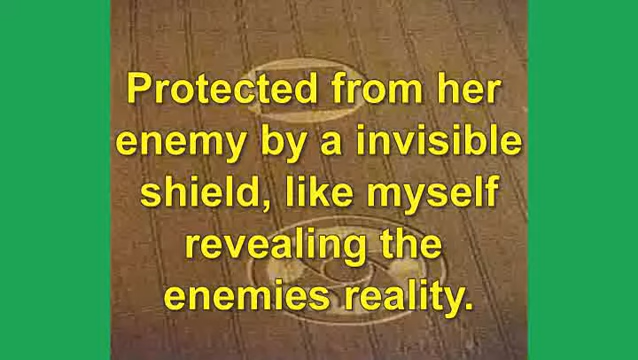 Protected from her
enemy by a invisible
shield, like myself
revealing the
enemies reality.